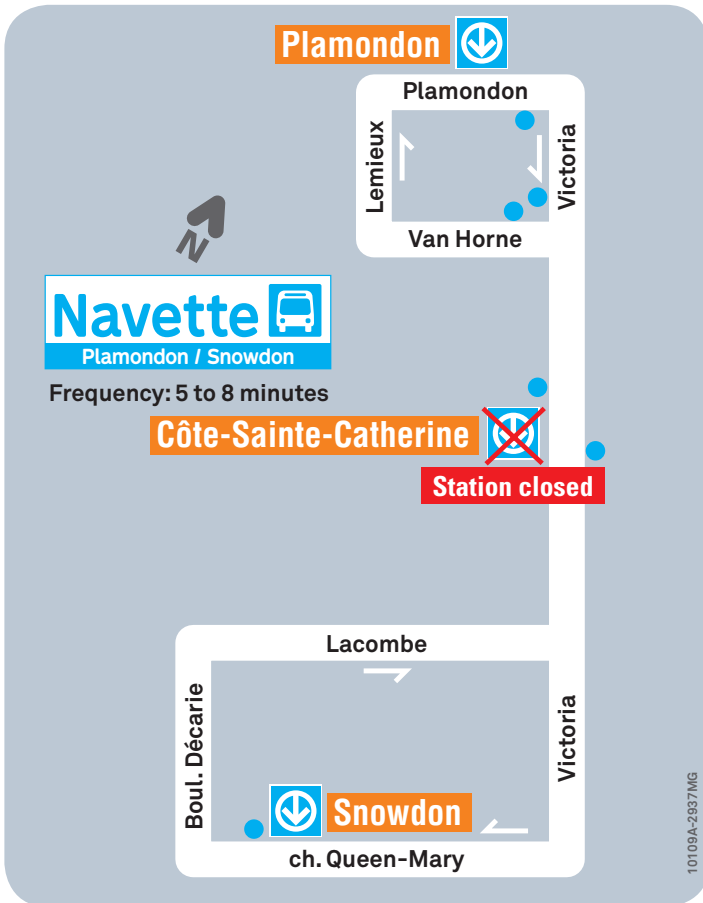 Plamondon
Plamondon
Lemieux
Victoria
Van Horne
N
Navette
Plamondon / Snowdon
Frequency: 5 to 8 minutes
Côte-Sainte-Catherine
Station closed
Lacombe
Boul. Décarie
Victoria
Snowdon
ch. Queen-Mary
10109A-2937MG